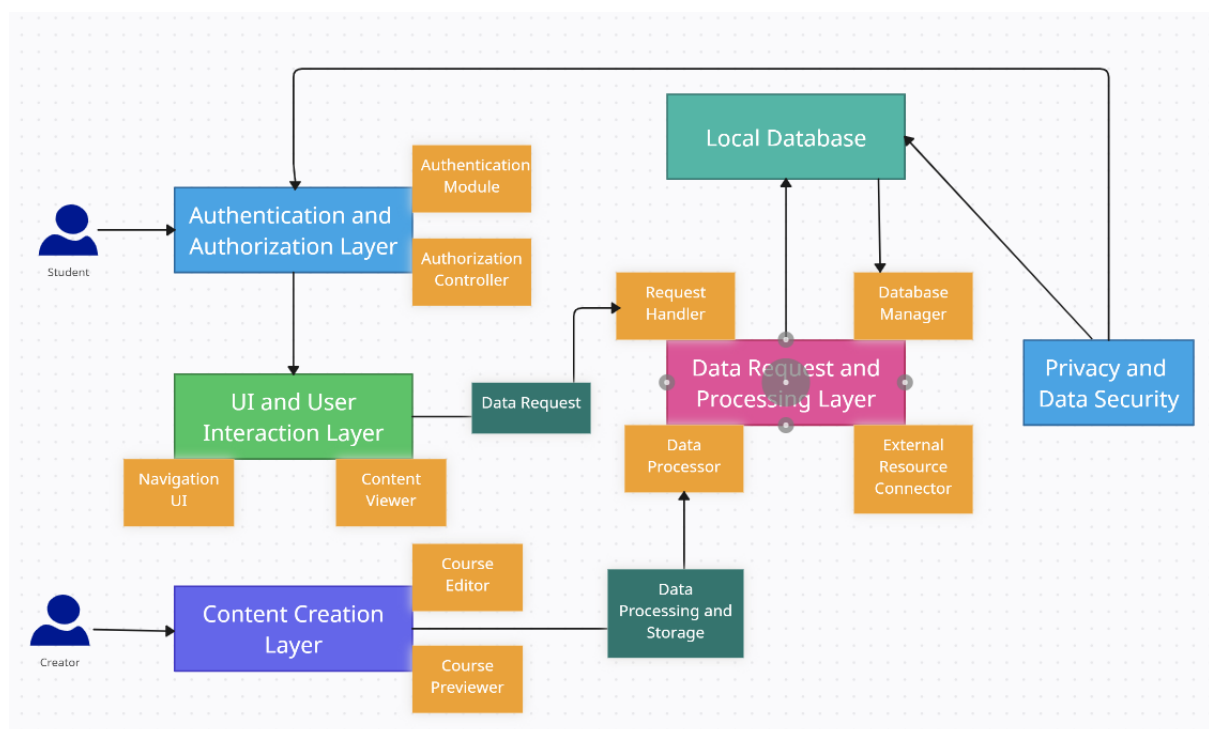 Local Database
Authentication
Module
Authentication and
Authorization Layer
Student
Authorization
Controller
Request
Handler
Database
Manager
Data Request and
Processing Layer
Privacy and
Data Security
UI and User
Interaction Layer
Data Request
Navigation
UI
Content
Viewer
Data
Processor
External
Resource
Connector
Course
Editor
Content Creation
Layer
Creator
Data
Processing and
Storage
Course
Previewer